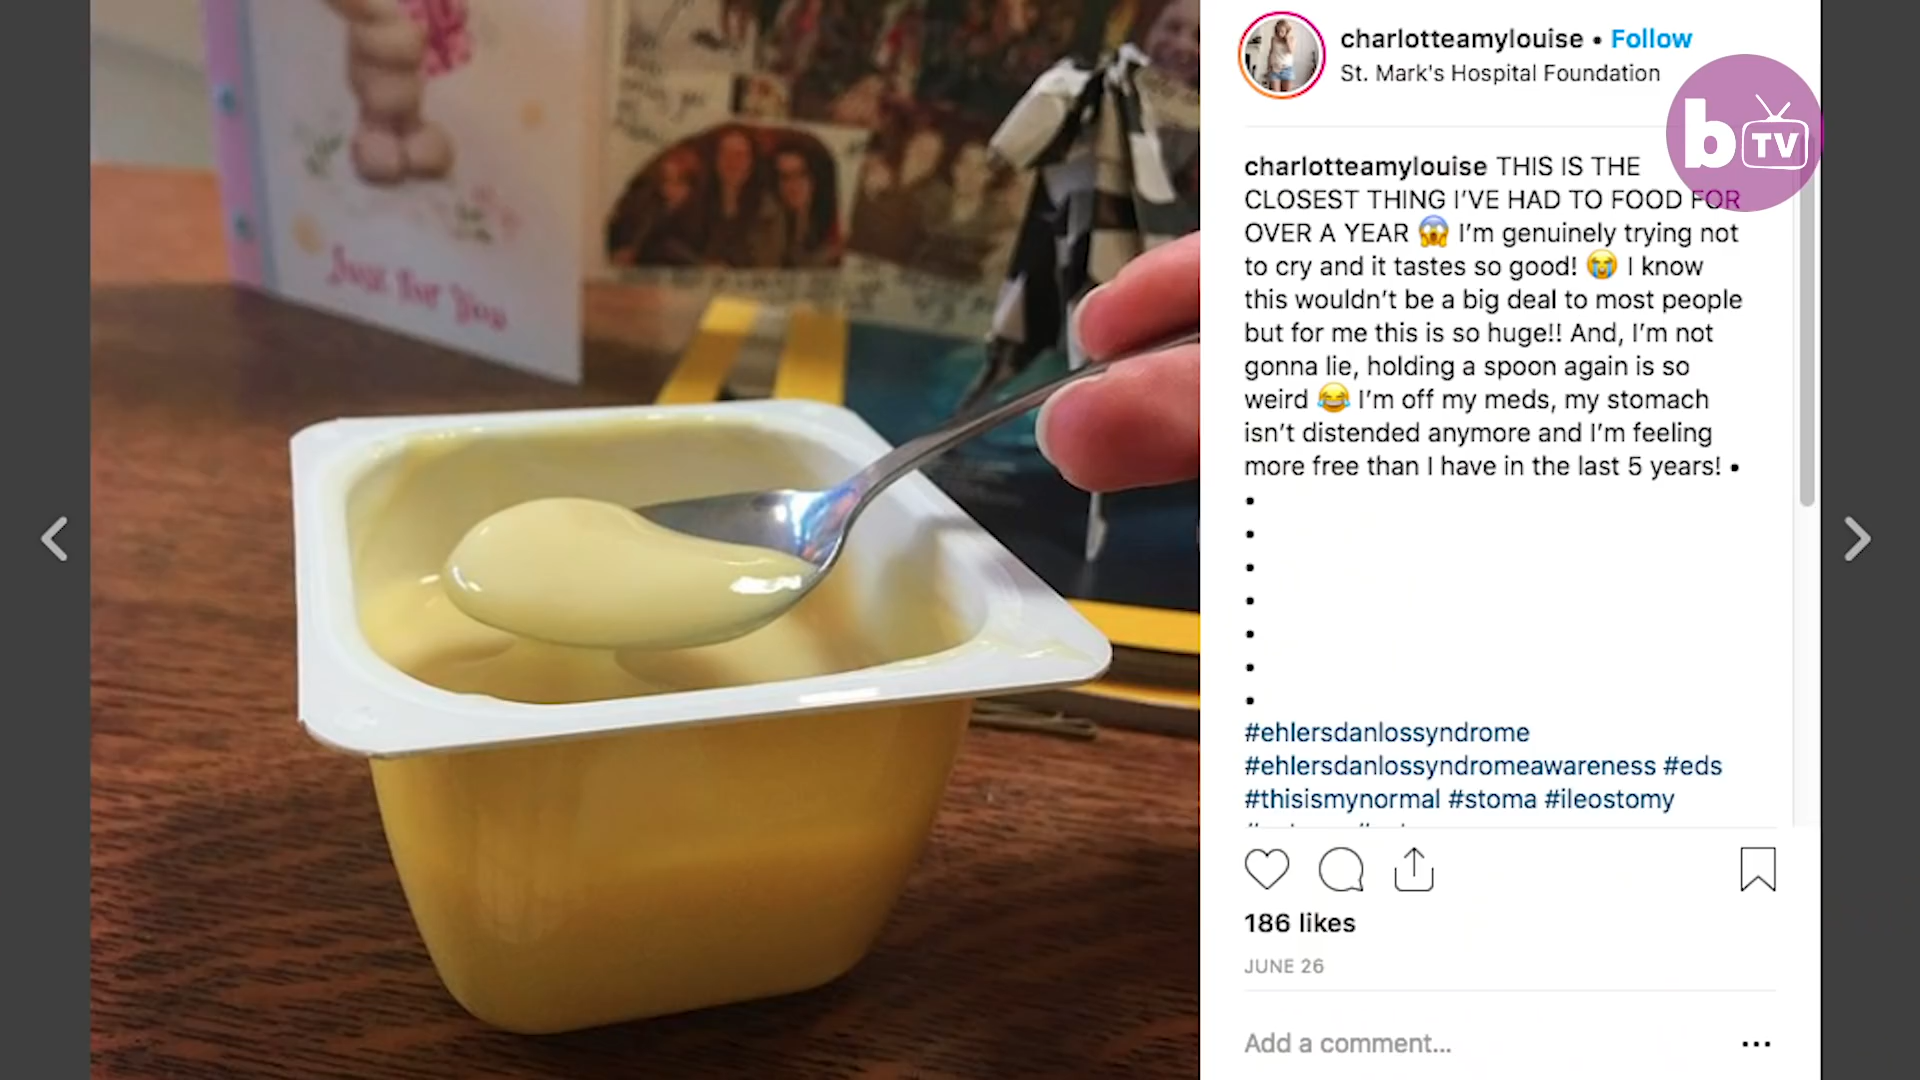 charlotteamylouise • Follow
St. Mark's Hospital Foundation
b TV
charlotteamylouise THIS IS THE
CLOSEST THING I’VE HAD TO FOOD FOR
OVER A YEAR 😱 I’m genuinely trying not
to cry and it tastes so good! 😭 I know
this wouldn’t be a big deal to most people
but for me this is so huge!! And, I’m not
gonna lie, holding a spoon again is so
weird 😂 I’m off my meds, my stomach
isn’t distended anymore and I’m feeling
more free than I have in the last 5 years! •
•
•
•
•
•
•
•
#ehlersdanlossyndrome
#ehlersdanlossyndromeawareness #eds
#thisismynormal #stoma #ileostomy
186 likes
JUNE 26
Add a comment...
Just for You